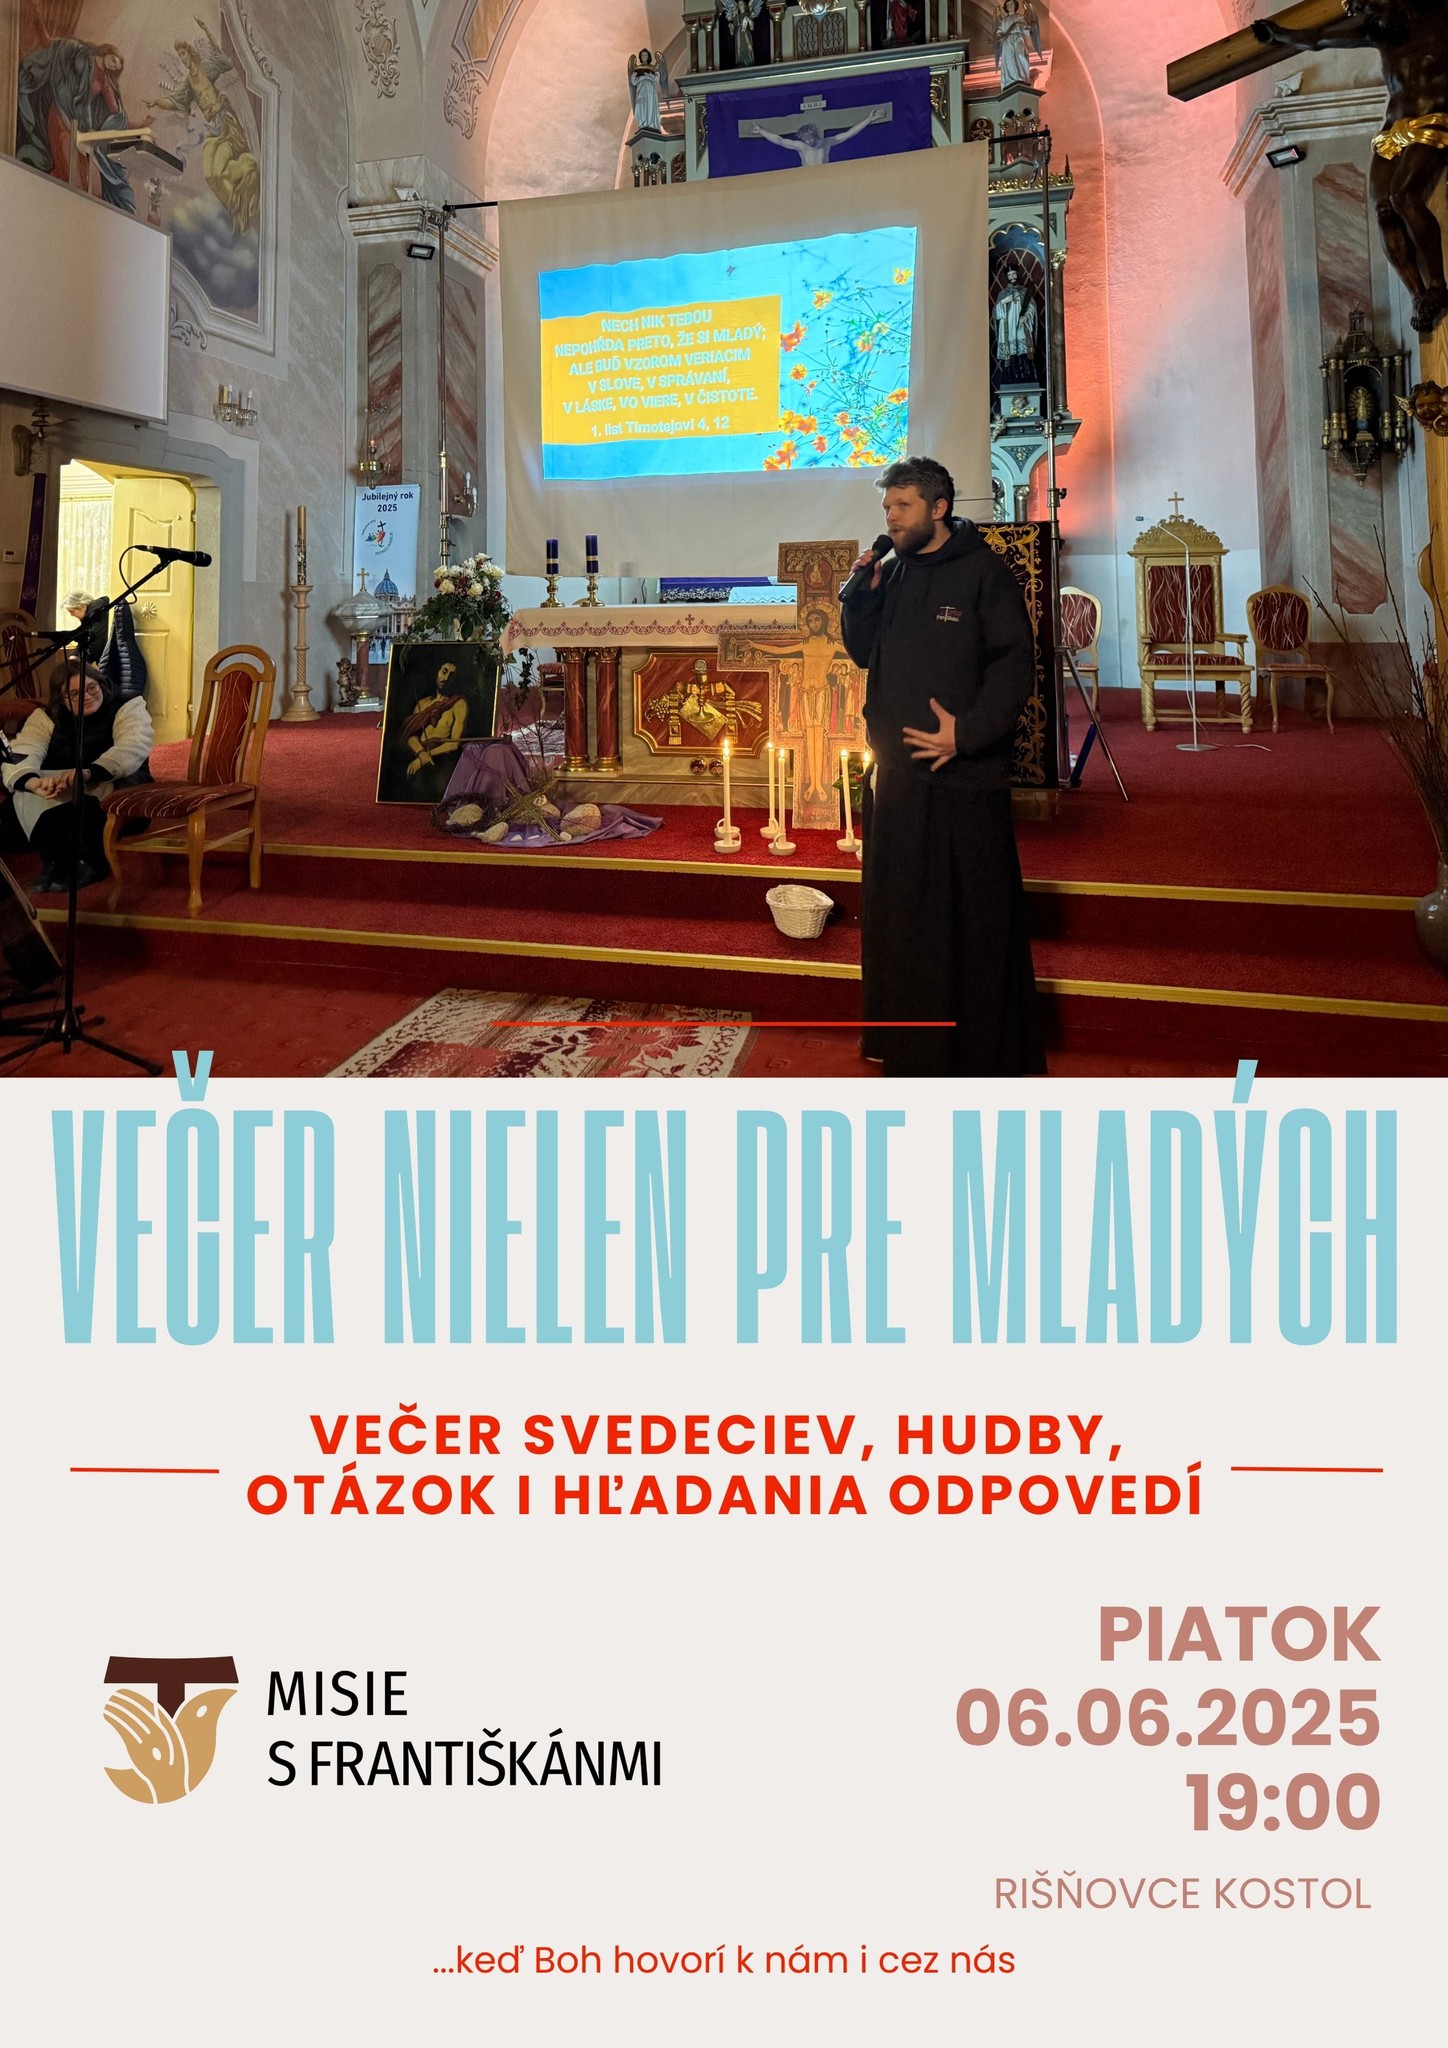 INRI
NECH NIK TEBOU
NEPOHŔDA PRETO, ŽE SI MLADÝ;
ALE BUĎ VZOROM VERIACIM
V SLOVE, V SPRÁVANÍ,
V LÁSKE, VO VIERE, V ČISTOTE.
1. list Timotejovi 4, 12
Jubilejný rok
2025
VEČER NIELEN PRE MLADÝCH
VEČER SVEDECIEV, HUDBY,
OTÁZOK I HĽADANIA ODPOVEDÍ
MISIE
S FRANTIŠKÁNMI
PIATOK
06.06.2025
19:00
RIŠŇOVCE KOSTOL
...keď Boh hovorí k nám i cez nás